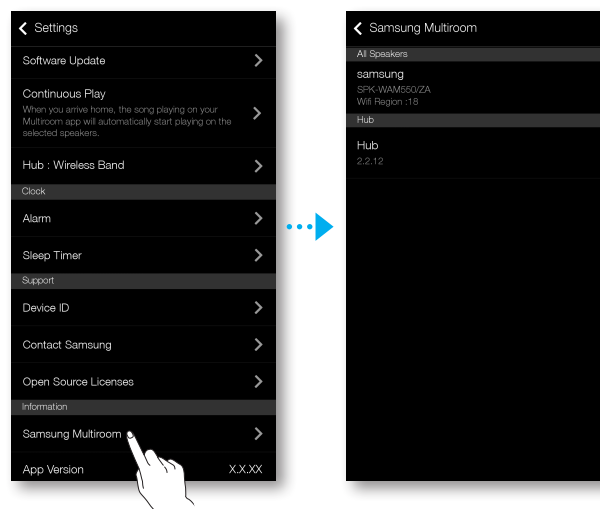 Settings
Software Update
Continuous Play
When you arrive home, the song playing on your
Multiroom app will automatically start playing on the
selected speakers.
Hub : Wireless Band
Clock
Alarm
Sleep Timer
Support
Device ID
Contact Samsung
Open Source Licenses
Information
Samsung Multiroom
App Version X.X.XX
Samsung Multiroom
All Speakers
samsung
SPK-WAM550/ZA
Wifi Region :18
Hub
Hub
2.2.12